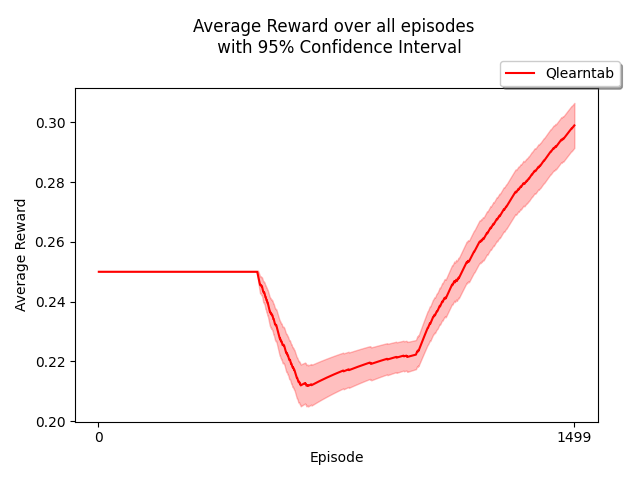 Average Reward over all episodes
with 95% Confidence Interval
Qlearntab
0.30
0.28
0.26
0.24
0.22
0.20
Average Reward
0
1499
Episode